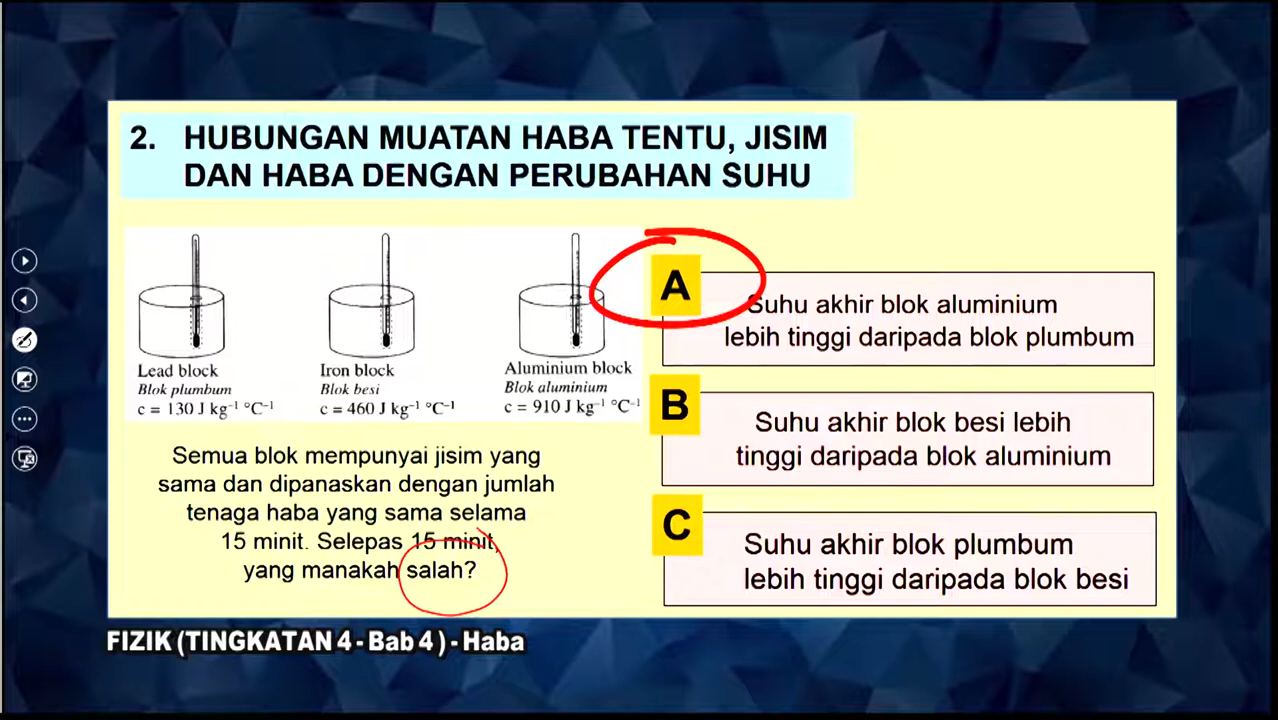 2. HUBUNGAN MUATAN HABA TENTU, JISIM
DAN HABA DENGAN PERUBAHAN SUHU
Lead block
Blok plumbum
c = 130 J kg⁻¹ °C⁻¹
Iron block
Blok besi
c = 460 J kg⁻¹ °C⁻¹
Aluminium block
Blok aluminium
c = 910 J kg⁻¹ °C⁻¹
Semua blok mempunyai jisim yang
sama dan dipanaskan dengan jumlah
tenaga haba yang sama selama
15 minit. Selepas 15 minit,
yang manakah salah?
A
Suhu akhir blok aluminium
lebih tinggi daripada blok plumbum
B
Suhu akhir blok besi lebih
tinggi daripada blok aluminium
C
Suhu akhir blok plumbum
lebih tinggi daripada blok besi
FIZIK (TINGKATAN 4 - Bab 4 ) - Haba